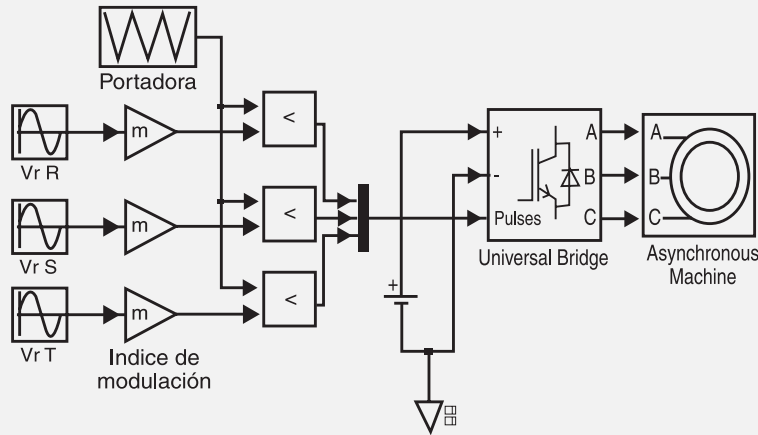 Portadora
Vr R
m
<
Vr S
m
<
Vr T
m
<
Indice de
modulación
+
+
-
Pulses
A
B
C
Universal Bridge
A
B
C
Asynchronous
Machine